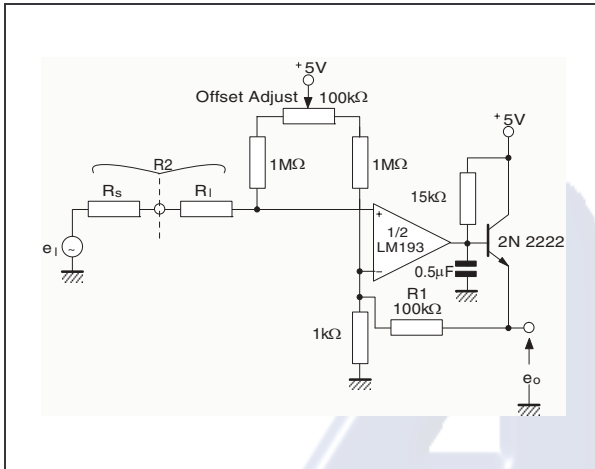 +5V
Offset Adjust 100kΩ
+5V
R2
1MΩ
1MΩ
15kΩ
Rs
Rl
+
1/2
LM193
2N 2222
eI
~
0.5μF
−
R1
100kΩ
1kΩ
eo